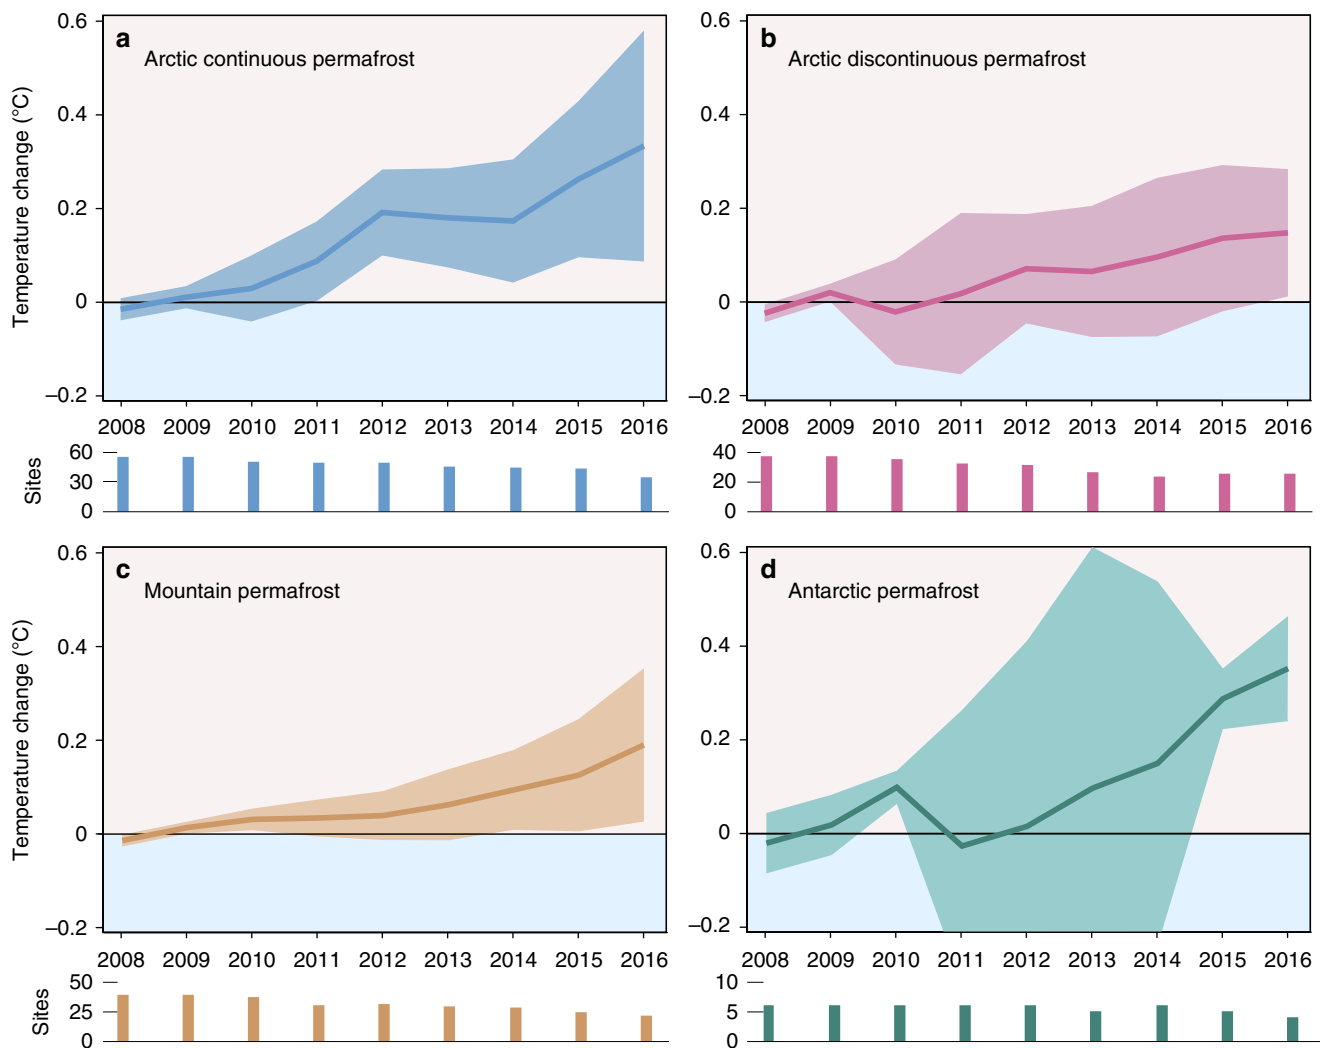 a
Arctic continuous permafrost
Temperature change (°C)
0.6
0.4
0.2
0
–0.2
2008 2009 2010 2011 2012 2013 2014 2015 2016
Sites
60
30
0
b
Arctic discontinuous permafrost
0.6
0.4
0.2
0
–0.2
2008 2009 2010 2011 2012 2013 2014 2015 2016
40
20
0
c
Mountain permafrost
Temperature change (°C)
0.6
0.4
0.2
0
–0.2
2008 2009 2010 2011 2012 2013 2014 2015 2016
Sites
50
25
0
d
Antarctic permafrost
0.6
0.4
0.2
0
–0.2
2008 2009 2010 2011 2012 2013 2014 2015 2016
10
5
0